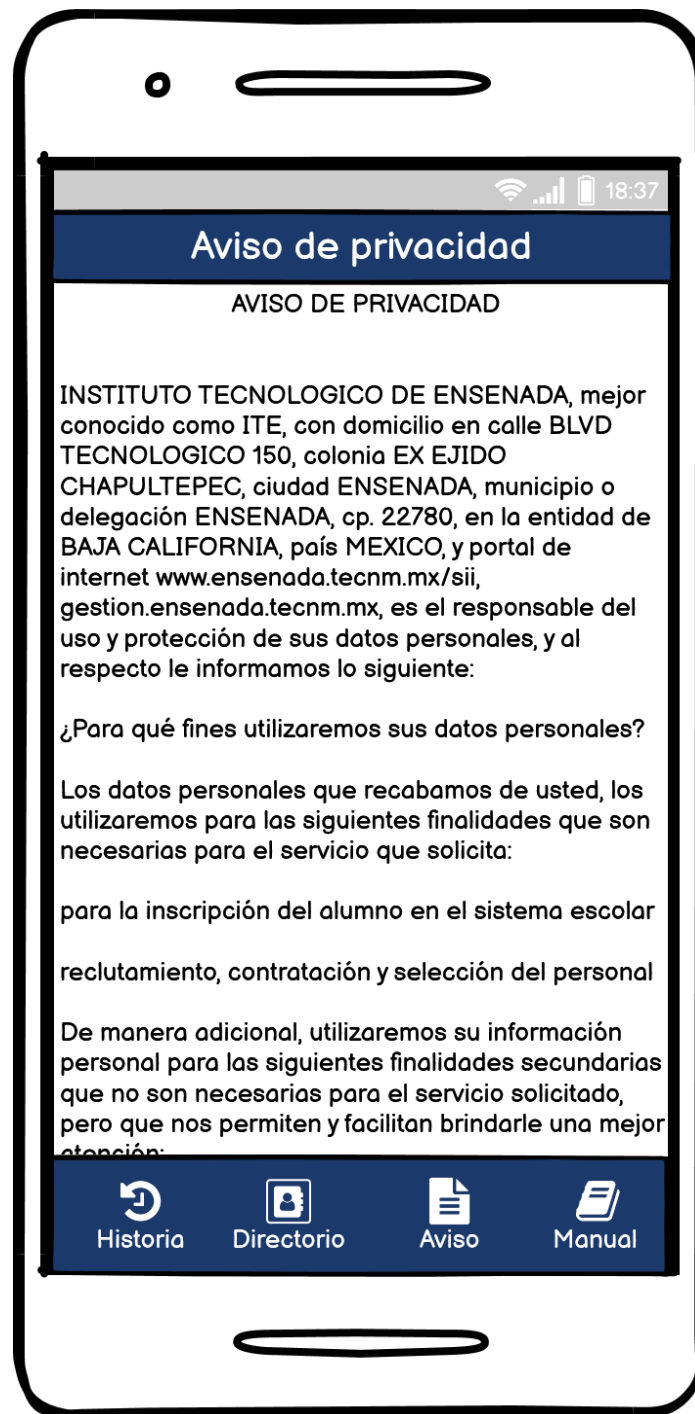 18:37
Aviso de privacidad
AVISO DE PRIVACIDAD
INSTITUTO TECNOLOGICO DE ENSENADA, mejor
conocido como ITE, con domicilio en calle BLVD
TECNOLOGICO 150, colonia EX EJIDO
CHAPULTEPEC, ciudad ENSENADA, municipio o
delegación ENSENADA, cp. 22780, en la entidad de
BAJA CALIFORNIA, país MEXICO, y portal de
internet www.ensenada.tecnm.mx/sii,
gestion.ensenada.tecnm.mx, es el responsable del
uso y protección de sus datos personales, y al
respecto le informamos lo siguiente:
¿Para qué fines utilizaremos sus datos personales?
Los datos personales que recabamos de usted, los
utilizaremos para las siguientes finalidades que son
necesarias para el servicio que solicita:
para la inscripción del alumno en el sistema escolar
reclutamiento, contratación y selección del personal
De manera adicional, utilizaremos su información
personal para las siguientes finalidades secundarias
que no son necesarias para el servicio solicitado,
pero que nos permiten y facilitan brindarle una mejor
atención:
Historia Directorio Aviso Manual